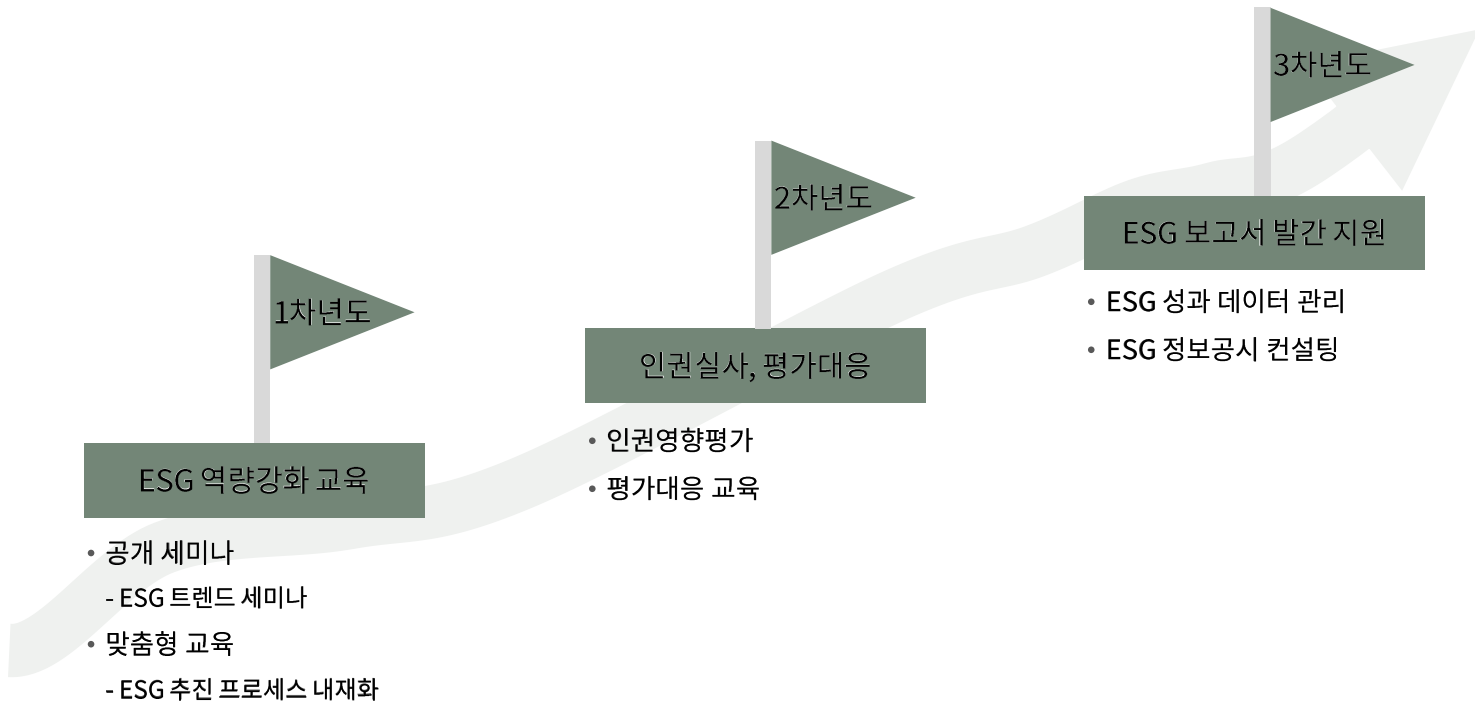 1차년도
ESG 역량강화 교육
• 공개 세미나
- ESG 트렌드 세미나
• 맞춤형 교육
- ESG 추진 프로세스 내재화
2차년도
인권실사, 평가대응
• 인권영향평가
• 평가대응 교육
3차년도
ESG 보고서 발간 지원
• ESG 성과 데이터 관리
• ESG 정보공시 컨설팅